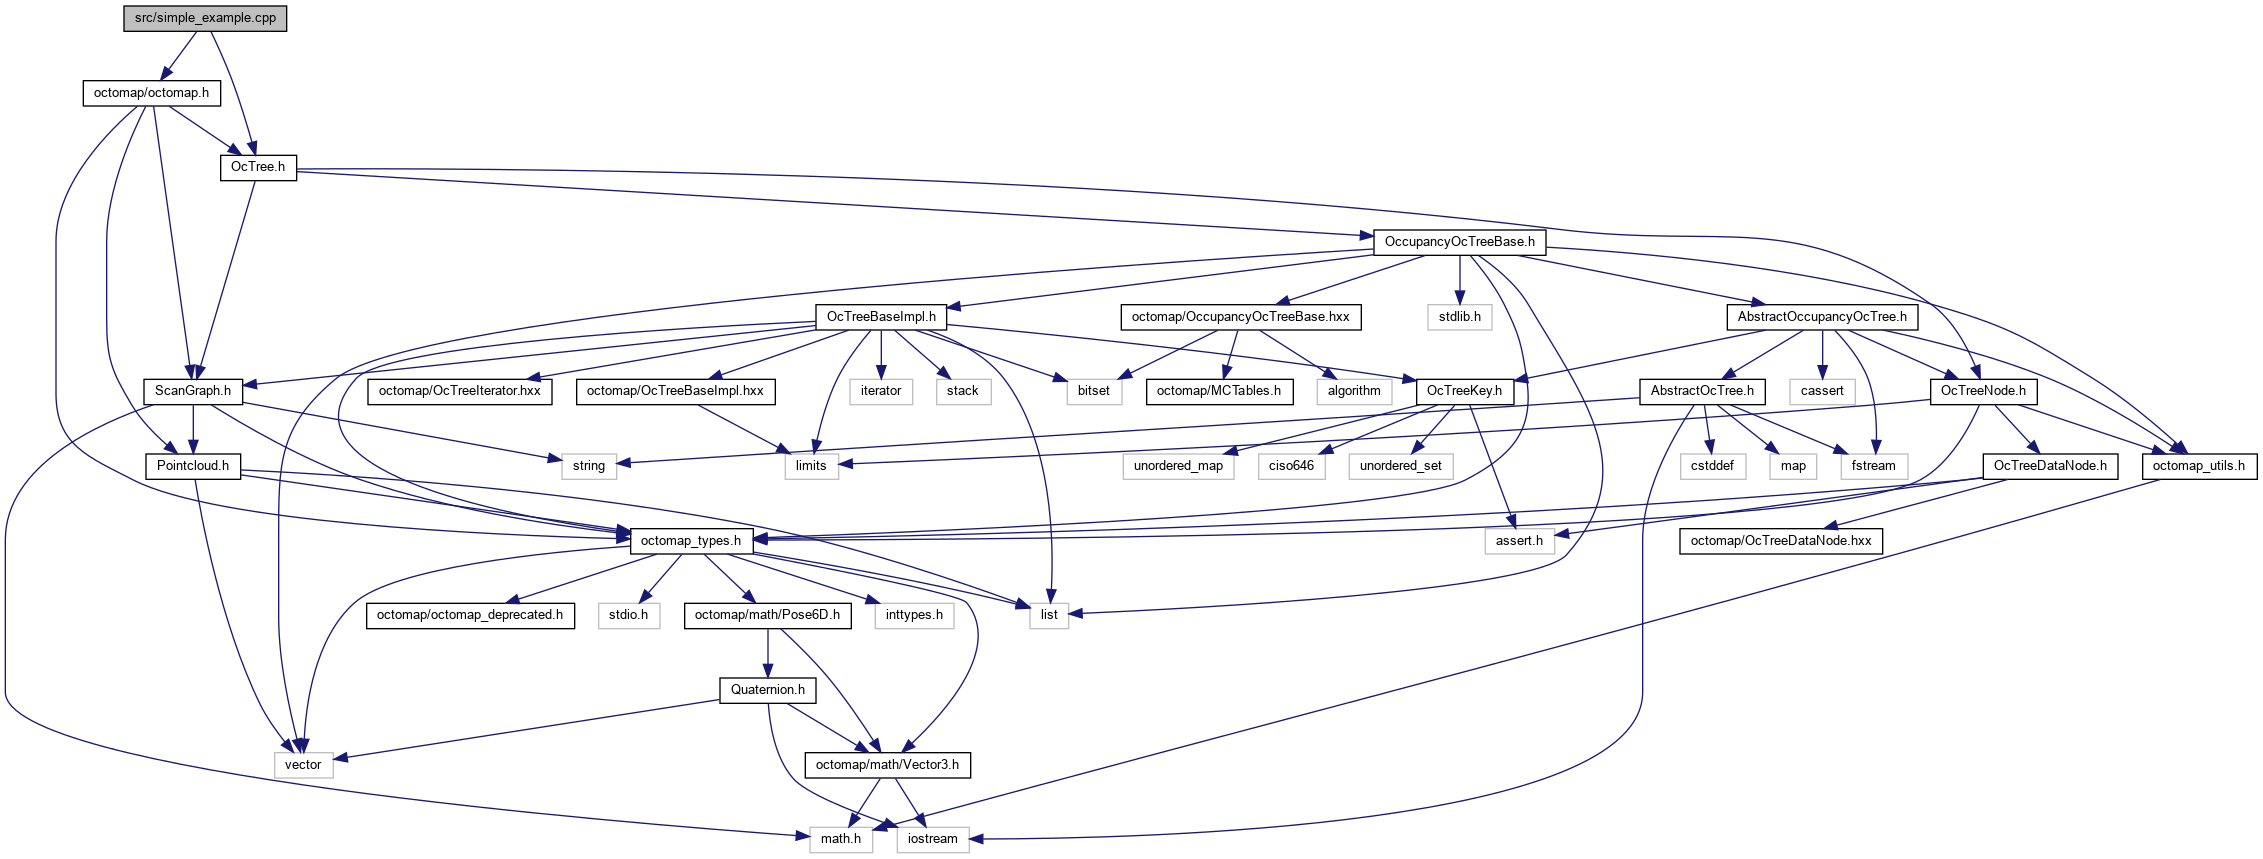 src/simple_example.cpp
octomap/octomap.h
OcTree.h
OccupancyOcTreeBase.h
OcTreeBaseImpl.h
octomap/OccupancyOcTreeBase.hxx
stdlib.h
AbstractOccupancyOcTree.h
ScanGraph.h
octomap/OcTreeIterator.hxx
octomap/OcTreeBaseImpl.hxx
iterator
stack
bitset
octomap/MCTables.h
algorithm
OcTreeKey.h
AbstractOcTree.h
cassert
OcTreeNode.h
Pointcloud.h
string
limits
unordered_map
ciso646
unordered_set
cstddef
map
fstream
OcTreeDataNode.h
octomap_utils.h
octomap_types.h
assert.h
octomap/OcTreeDataNode.hxx
octomap/octomap_deprecated.h
stdio.h
octomap/math/Pose6D.h
inttypes.h
list
Quaternion.h
vector
octomap/math/Vector3.h
math.h
iostream